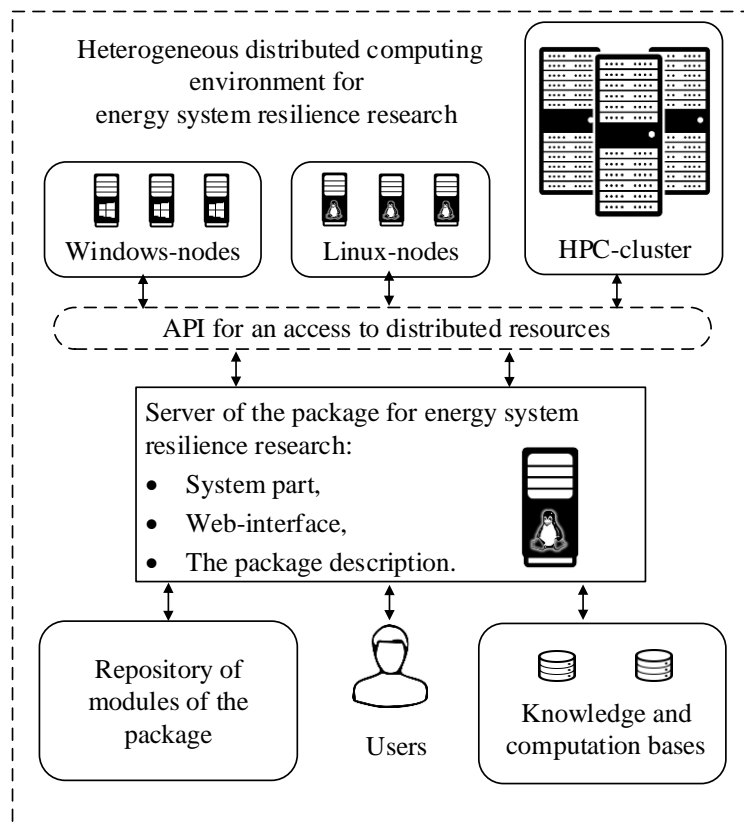 Heterogeneous distributed computing
environment for
energy system resilience research
Windows-nodes
Linux-nodes
HPC-cluster
API for an access to distributed resources
Server of the package for energy system
resilience research:
• System part,
• Web-interface,
• The package description.
Repository of
modules of the
package
Users
Knowledge and
computation bases